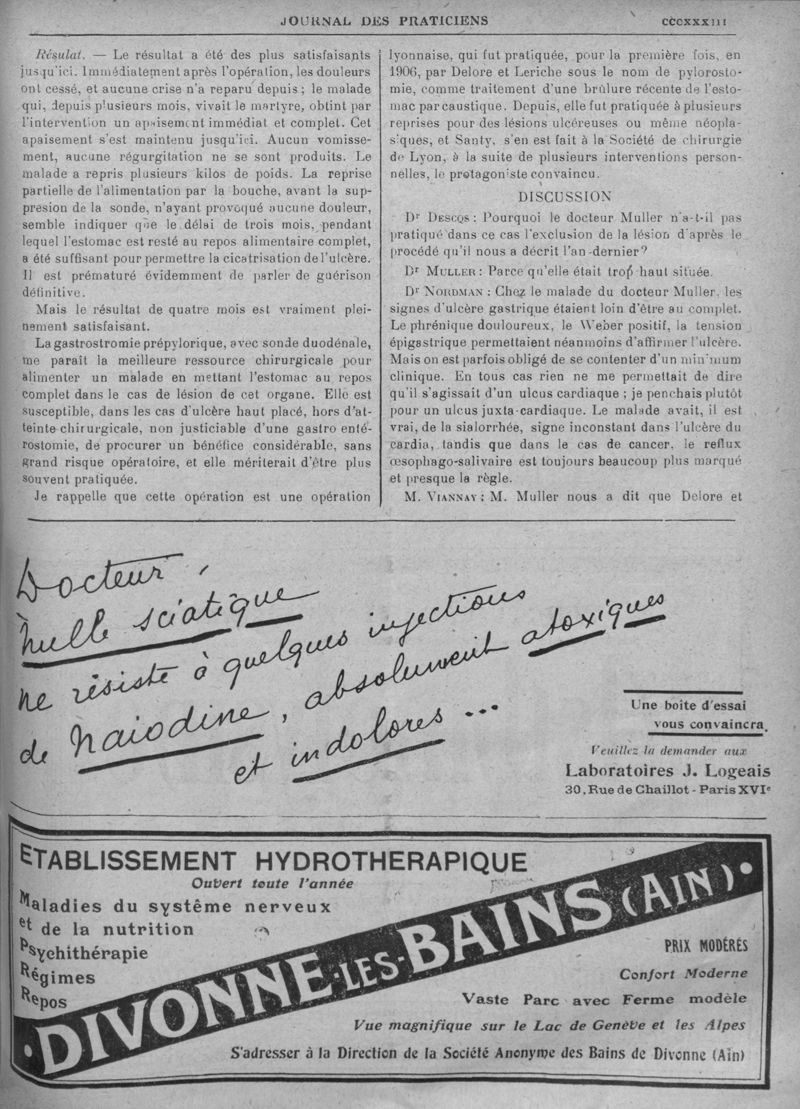 JOURNAL DES PRATICIENS
CCCXXXIII
Résulat. — Le résultat a été des plus satisfaisants
jusqu'ici. Immédiatement après l'opération, les douleurs
ont cessé, et aucune crise n'a reparu depuis ; le malade
qui, depuis plusieurs mois, vivait le martyre, obtint par
l'intervention un apaisement immédiat et complet. Cet
apaisement s'est maintenu jusqu'ici. Aucun vomisse-
ment, aucune régurgitation ne se sont produits. Le
malade a repris plusieurs kilos de poids. La reprise
partielle de l'alimentation par la bouche, avant la sup-
presion de la sonde, n'ayant provoqué aucune douleur,
semble indiquer que le délai de trois mois, pendant
lequel l'estomac est resté au repos alimentaire complet,
a été suffisant pour permettre la cicatrisation de l'ulcère.
Il est prématuré évidemment de parler de guérison
définitive.
Mais le résultat de quatre mois est vraiment plei-
nement satisfaisant.
La gastrostromie prépylorique, avec sonde duodénale,
me paraît la meilleure ressource chirurgicale pour
alimenter un malade en mettant l'estomac au repos
complet dans le cas de lésion de cet organe. Elle est
susceptible, dans les cas d'ulcère haut placé, hors d'at-
teinte chirurgicale, non justiciable d'une gastro enté-
rostomie, de procurer un bénéfice considérable, sans
grand risque opératoire, et elle mériterait d'être plus
souvent pratiquée.
Je rappelle que cette opération est une opération
lyonnaise, qui fut pratiquée, pour la première fois, en
1906, par Delore et Leriche sous le nom de pylorosto-
mie, comme traitement d'une brûlure récente de l'esto-
mac par caustique. Depuis, elle fut pratiquée à plusieurs
reprises pour des lésions ulcéreuses ou même néopla-
siques, et Santy, s'en est fait à la Société de chirurgie
de Lyon, à la suite de plusieurs interventions person-
nelles, le protagoniste convaincu.
DISCUSSION
Dr Descos : Pourquoi le docteur Muller n'a-t-il pas
pratiqué dans ce cas l'exclusion de la lésion d'après le
procédé qu'il nous a décrit l'an dernier ?
Dr Muller : Parce qu'elle était trop haut située.
Dr Nordman : Chez le malade du docteur Muller, les
signes d'ulcère gastrique étaient loin d'être au complet.
Le phrénique douloureux, le Weber positif, la tension
épigastrique permettaient néanmoins d'affirmer l'ulcère.
Mais on est parfois obligé de se contenter d'un minimum
clinique. En tous cas rien ne me permettait de dire
qu'il s'agissait d'un ulcus cardiaque ; je penchais plutôt
pour un ulcus juxta-cardiaque. Le malade avait, il est
vrai, de la sialorrhée, signe inconstant dans l'ulcère du
cardia, tandis que dans le cas de cancer, le reflux
œsophago-salivaire est toujours beaucoup plus marqué
et presque la règle.
M. Viannay : M. Muller nous a dit que Delore et
Docteur,
nulle sciatique
ne résiste à quelques injections
de Naiodine, absolument atoxiques
et indolores ...
Une boîte d'essai
vous convaincra.
Veuillez la demander aux
Laboratoires J. Logeais
30, Rue de Chaillot - Paris XVIe
ETABLISSEMENT HYDROTHERAPIQUE
Ouvert toute l'année
Maladies du système nerveux
et de la nutrition
Psychithérapie
Régimes
Repos
DIVONNE-LES-BAINS (AIN)
PRIX MODÉRÉS
Confort Moderne
Vaste Parc avec Ferme modèle
Vue magnifique sur le Lac de Genève et les Alpes
S'adresser à la Direction de la Société Anonyme des Bains de Divonne (Ain)